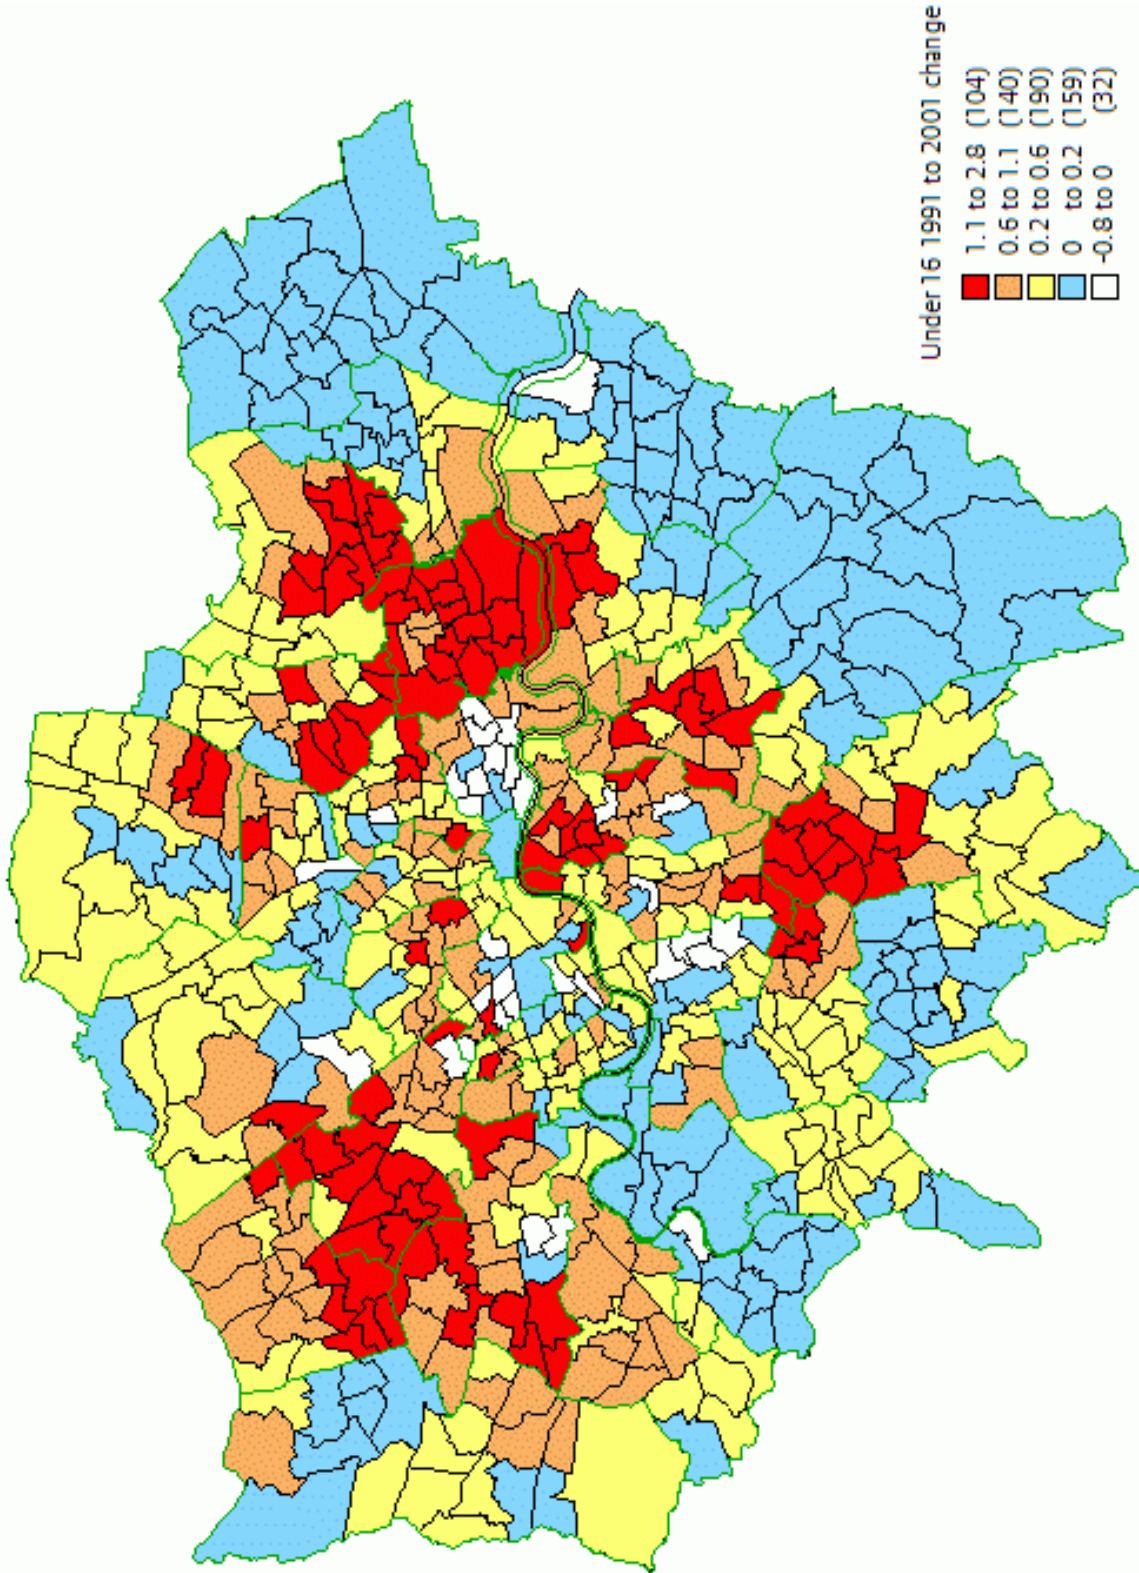 Under 16 1991 to 2001 change
1.1 to 2.8 (104)
0.6 to 1.1 (140)
0.2 to 0.6 (190)
0 to 0.2 (159)
-0.8 to 0 (32)